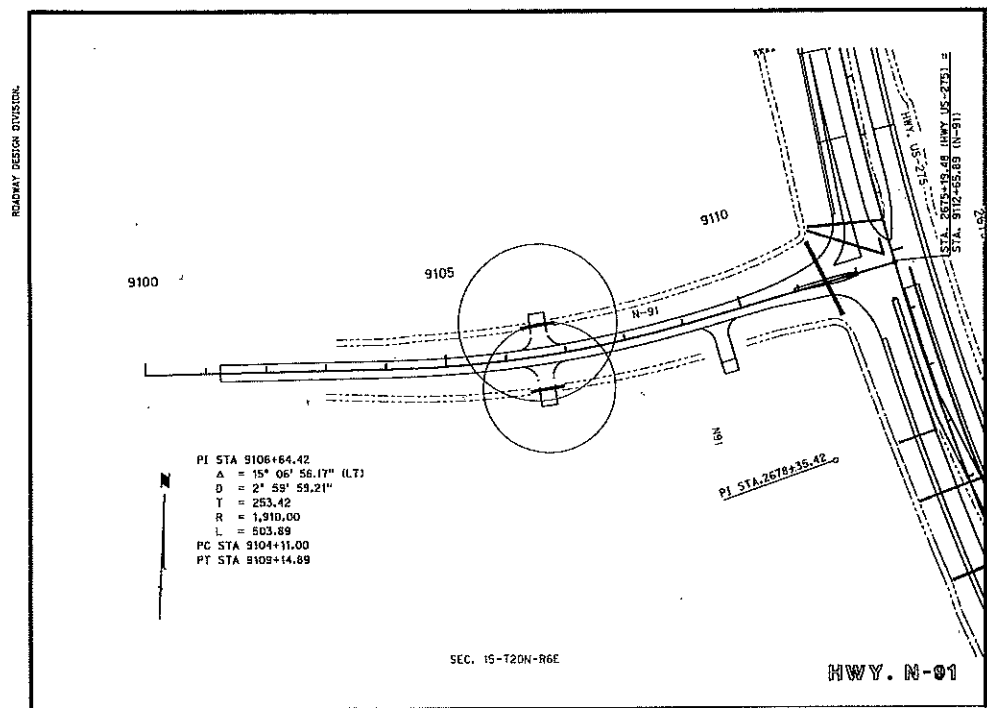 ROADWAY DESIGN DIVISION.
STA. 2675+19.48 (HWY US-275) =
STA. 9112+65.89 (N-91)
HWY. US-275
9110
9105
9100
N-91
N91
PI STA.2678+35.42
PI STA 9106+64.42
Δ = 15° 06' 56.17" (LT)
D = 2° 59' 59.21"
T = 253.42
R = 1,910.00
L = 503.89
PC STA 9104+11.00
PT STA 9109+14.89
N
SEC. 15-T20N-R6E
HWY. N-91